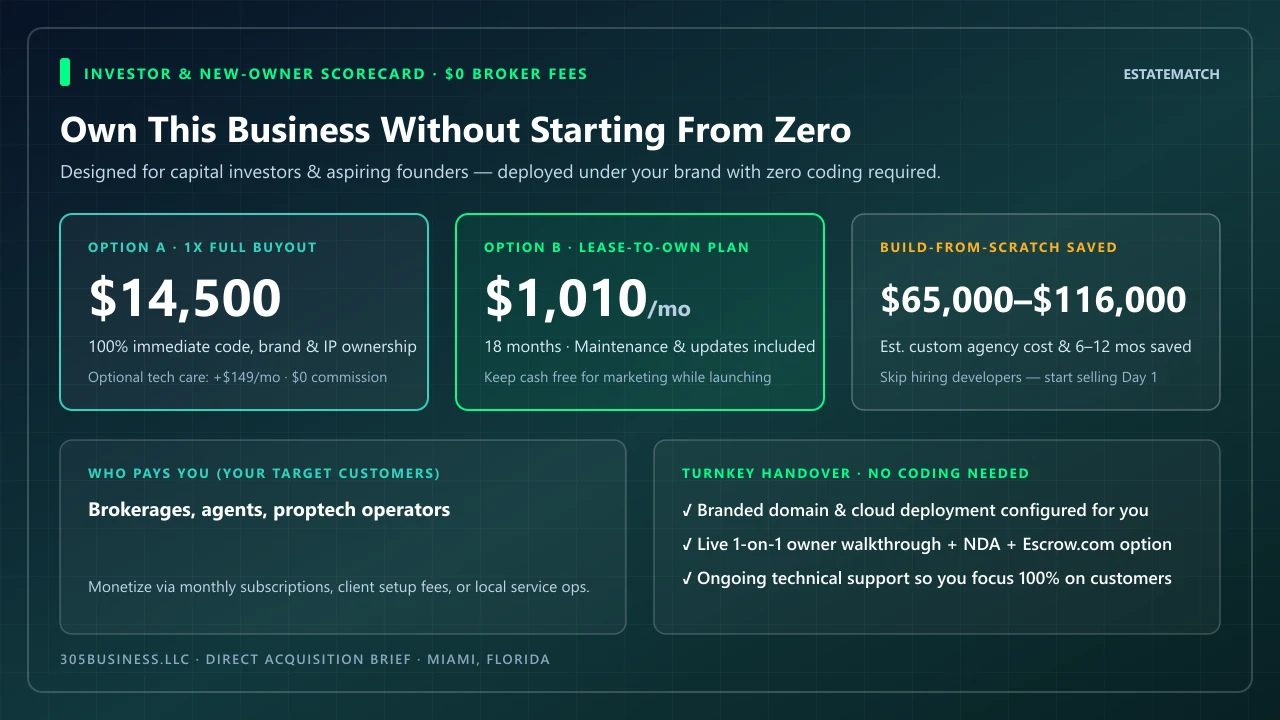 INVESTOR & NEW-OWNER SCORECARD · $0 BROKER FEES
ESTATEMATCH
Own This Business Without Starting From Zero
Designed for capital investors & aspiring founders — deployed under your brand with zero coding required.
OPTION A · 1X FULL BUYOUT
$14,500
100% immediate code, brand & IP ownership
Optional tech care: +$149/mo · $0 commission
OPTION B · LEASE-TO-OWN PLAN
$1,010/mo
18 months · Maintenance & updates included
Keep cash free for marketing while launching
BUILD-FROM-SCRATCH SAVED
$65,000–$116,000
Est. custom agency cost & 6–12 mos saved
Skip hiring developers — start selling Day 1
WHO PAYS YOU (YOUR TARGET CUSTOMERS)
Brokerages, agents, proptech operators
Monetize via monthly subscriptions, client setup fees, or local service ops.
TURNKEY HANDOVER · NO CODING NEEDED
✓ Branded domain & cloud deployment configured for you
✓ Live 1-on-1 owner walkthrough + NDA + Escrow.com option
✓ Ongoing technical support so you focus 100% on customers
305BUSINESS.LLC · DIRECT ACQUISITION BRIEF · MIAMI, FLORIDA